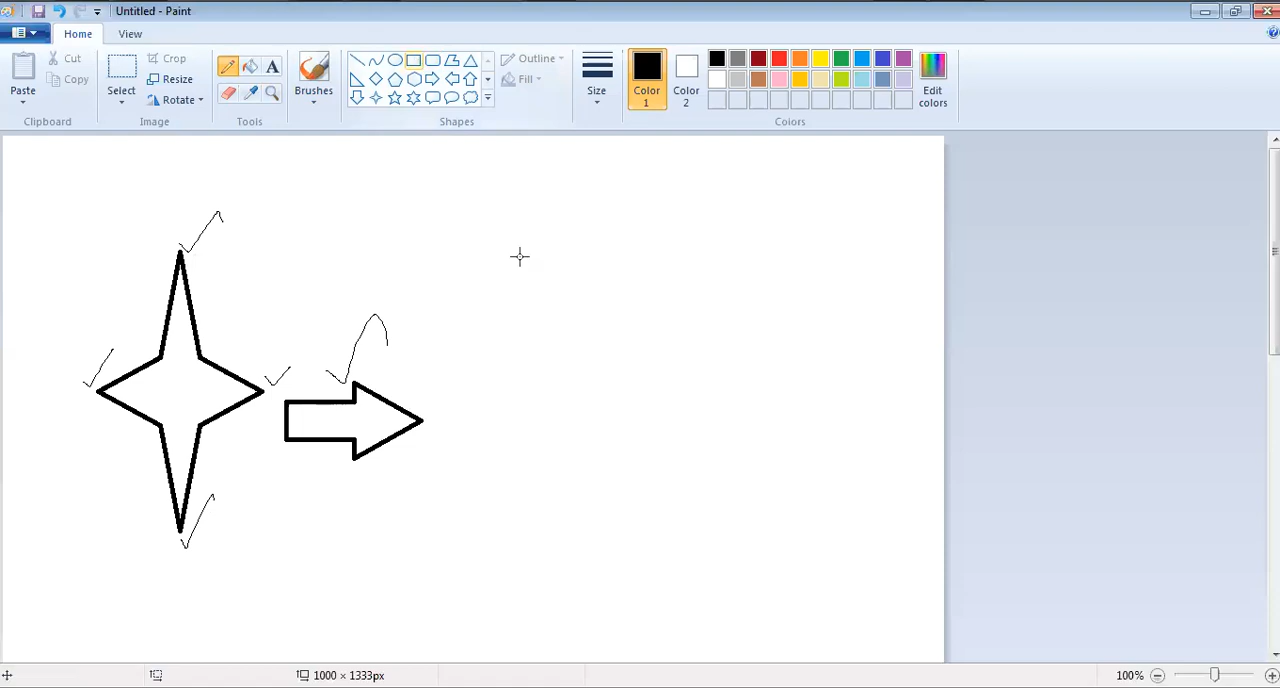 Untitled - Paint
Home View
Paste
Cut
Copy
Clipboard
Select
Crop
Resize
Rotate
Image
A
Tools
Brushes
Outline
Fill
Shapes
Size
Color 1
Color 2
Edit colors
Colors
1000 × 1333px
100%